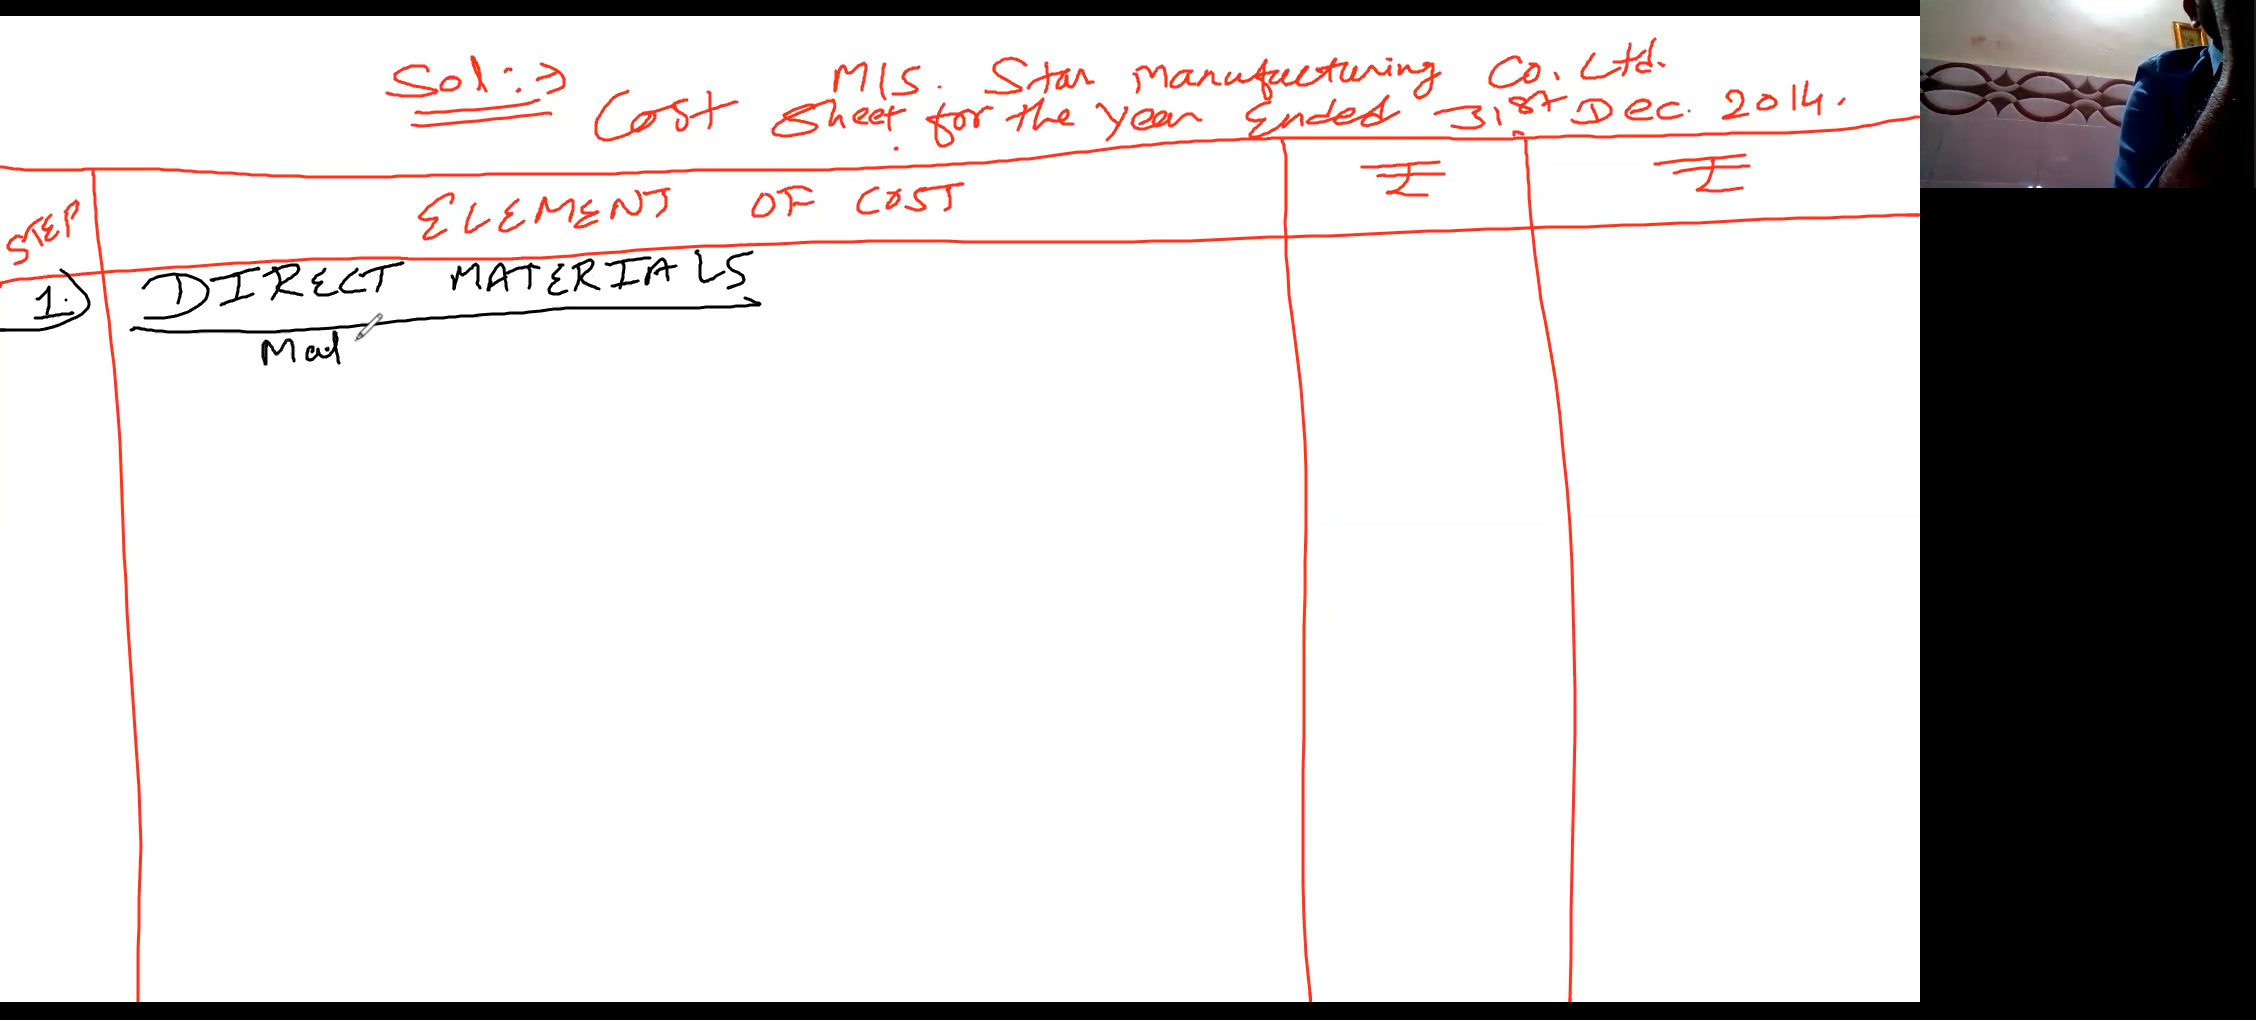 Sol:→ M/S. Star Manufacturing Co. Ltd.
Cost Sheet for the Year Ended 31st Dec. 2014.
STEP ELEMENT OF COST ₹ ₹
1.) DIRECT MATERIALS
Mat